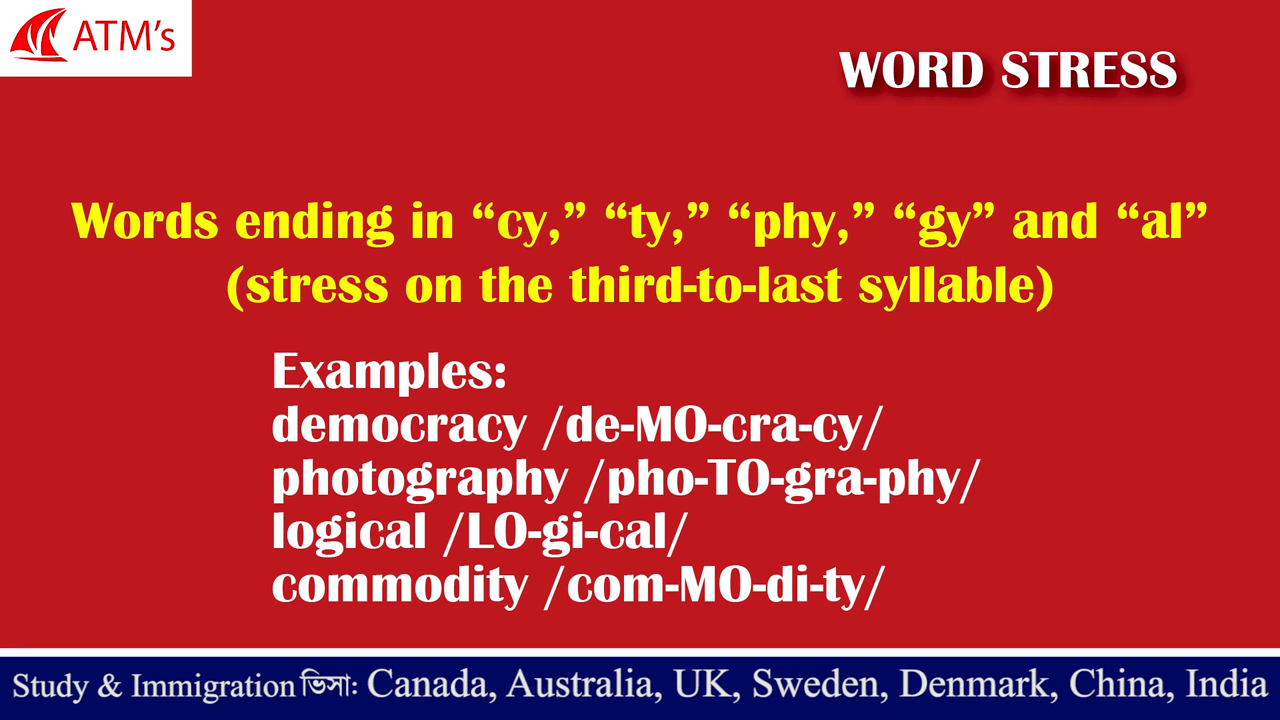 ATM's
WORD STRESS
Words ending in “cy,” “ty,” “phy,” “gy” and “al”
(stress on the third-to-last syllable)
Examples:
democracy /de-MO-cra-cy/
photography /pho-TO-gra-phy/
logical /LO-gi-cal/
commodity /com-MO-di-ty/
Study & Immigration ভিসা: Canada, Australia, UK, Sweden, Denmark, China, India